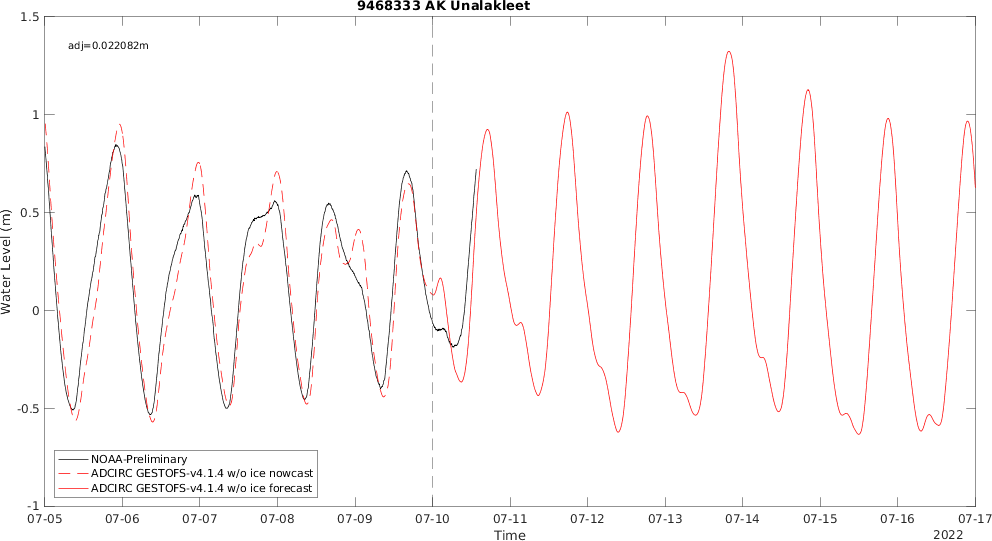 9468333 AK Unalakleet
adj=0.022082m
Water Level (m)
1.5
1
0.5
0
-0.5
-1
NOAA-Preliminary
ADCIRC GESTOFS-v4.1.4 w/o ice nowcast
ADCIRC GESTOFS-v4.1.4 w/o ice forecast
07-05 07-06 07-07 07-08 07-09 07-10 07-11 07-12 07-13 07-14 07-15 07-16 07-17
Time
2022